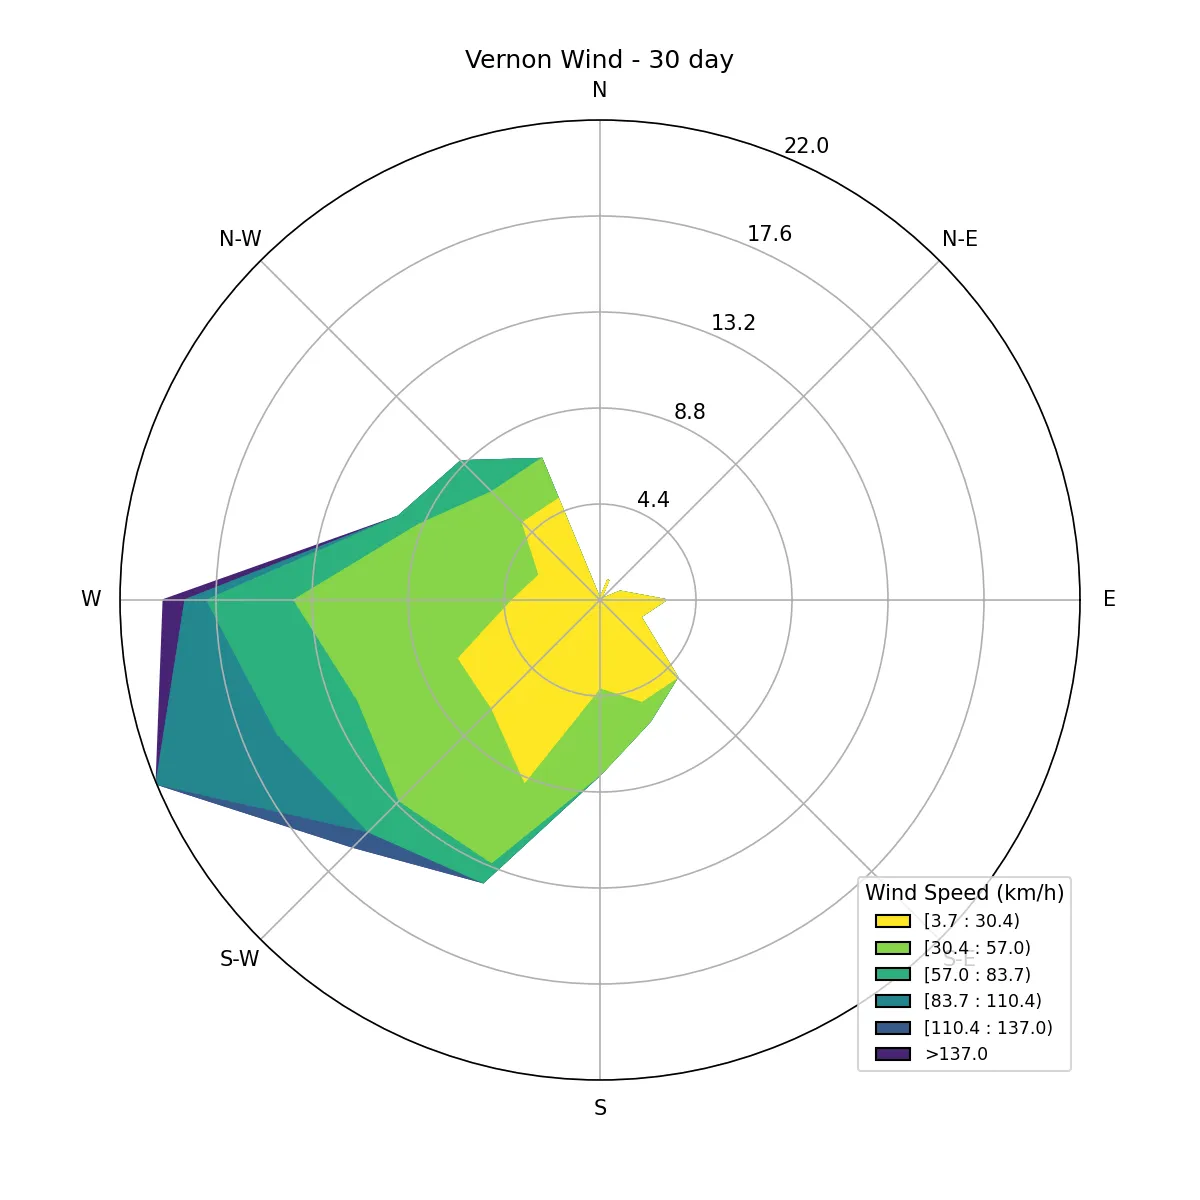 Vernon Wind - 30 day
N
22.0
N-W
17.6
N-E
13.2
8.8
4.4
W
E
Wind Speed (km/h)
[3.7 : 30.4)
[30.4 : 57.0)
S-W
S-E
[57.0 : 83.7)
[83.7 : 110.4)
[110.4 : 137.0)
>137.0
S